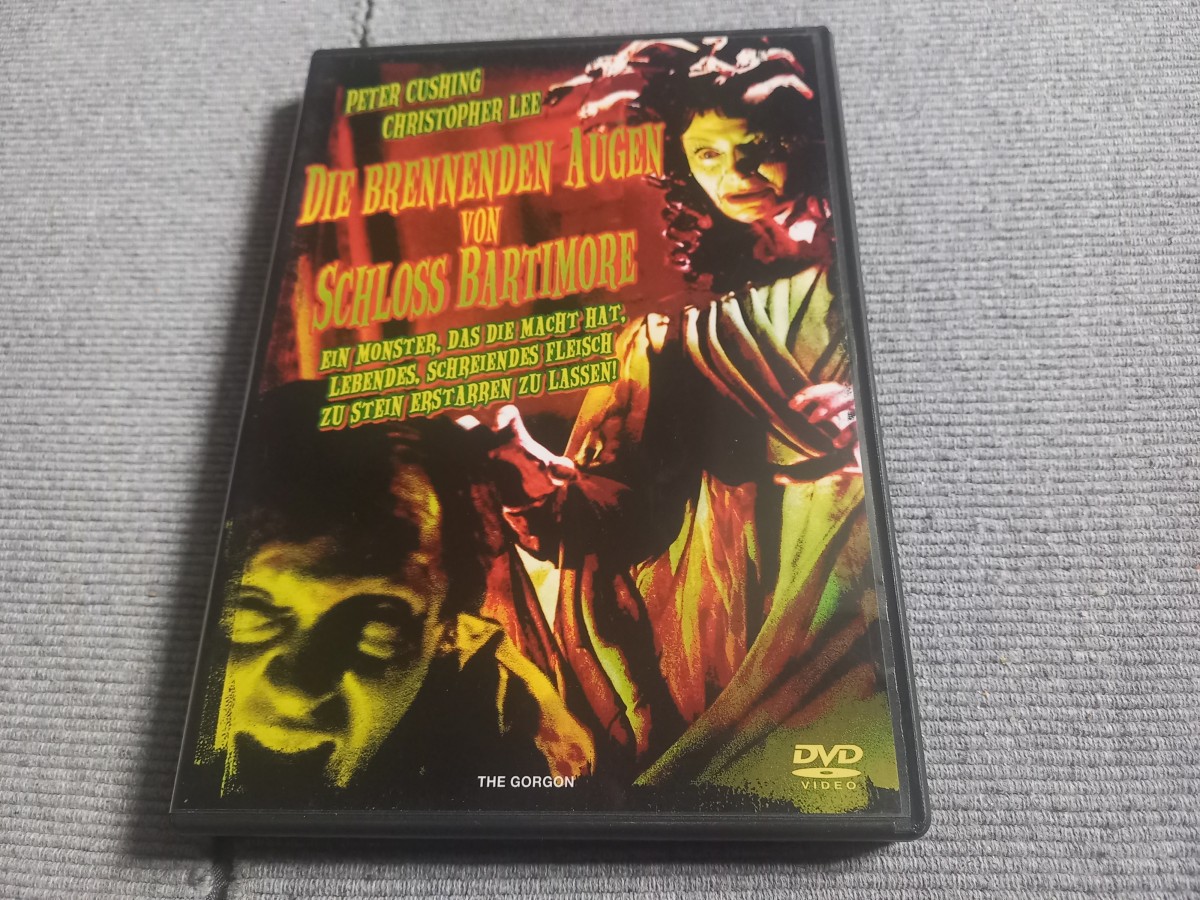 PETER CUSHING
CHRISTOPHER LEE
DIE BRENNENDEN AUGEN
VON
SCHLOSS BARTIMORE
EIN MONSTER, DAS DIE MACHT HAT,
LEBENDES, SCHREIENDES FLEISCH
ZU STEIN ERSTARREN ZU LASSEN!
THE GORGON
DVD
VIDEO